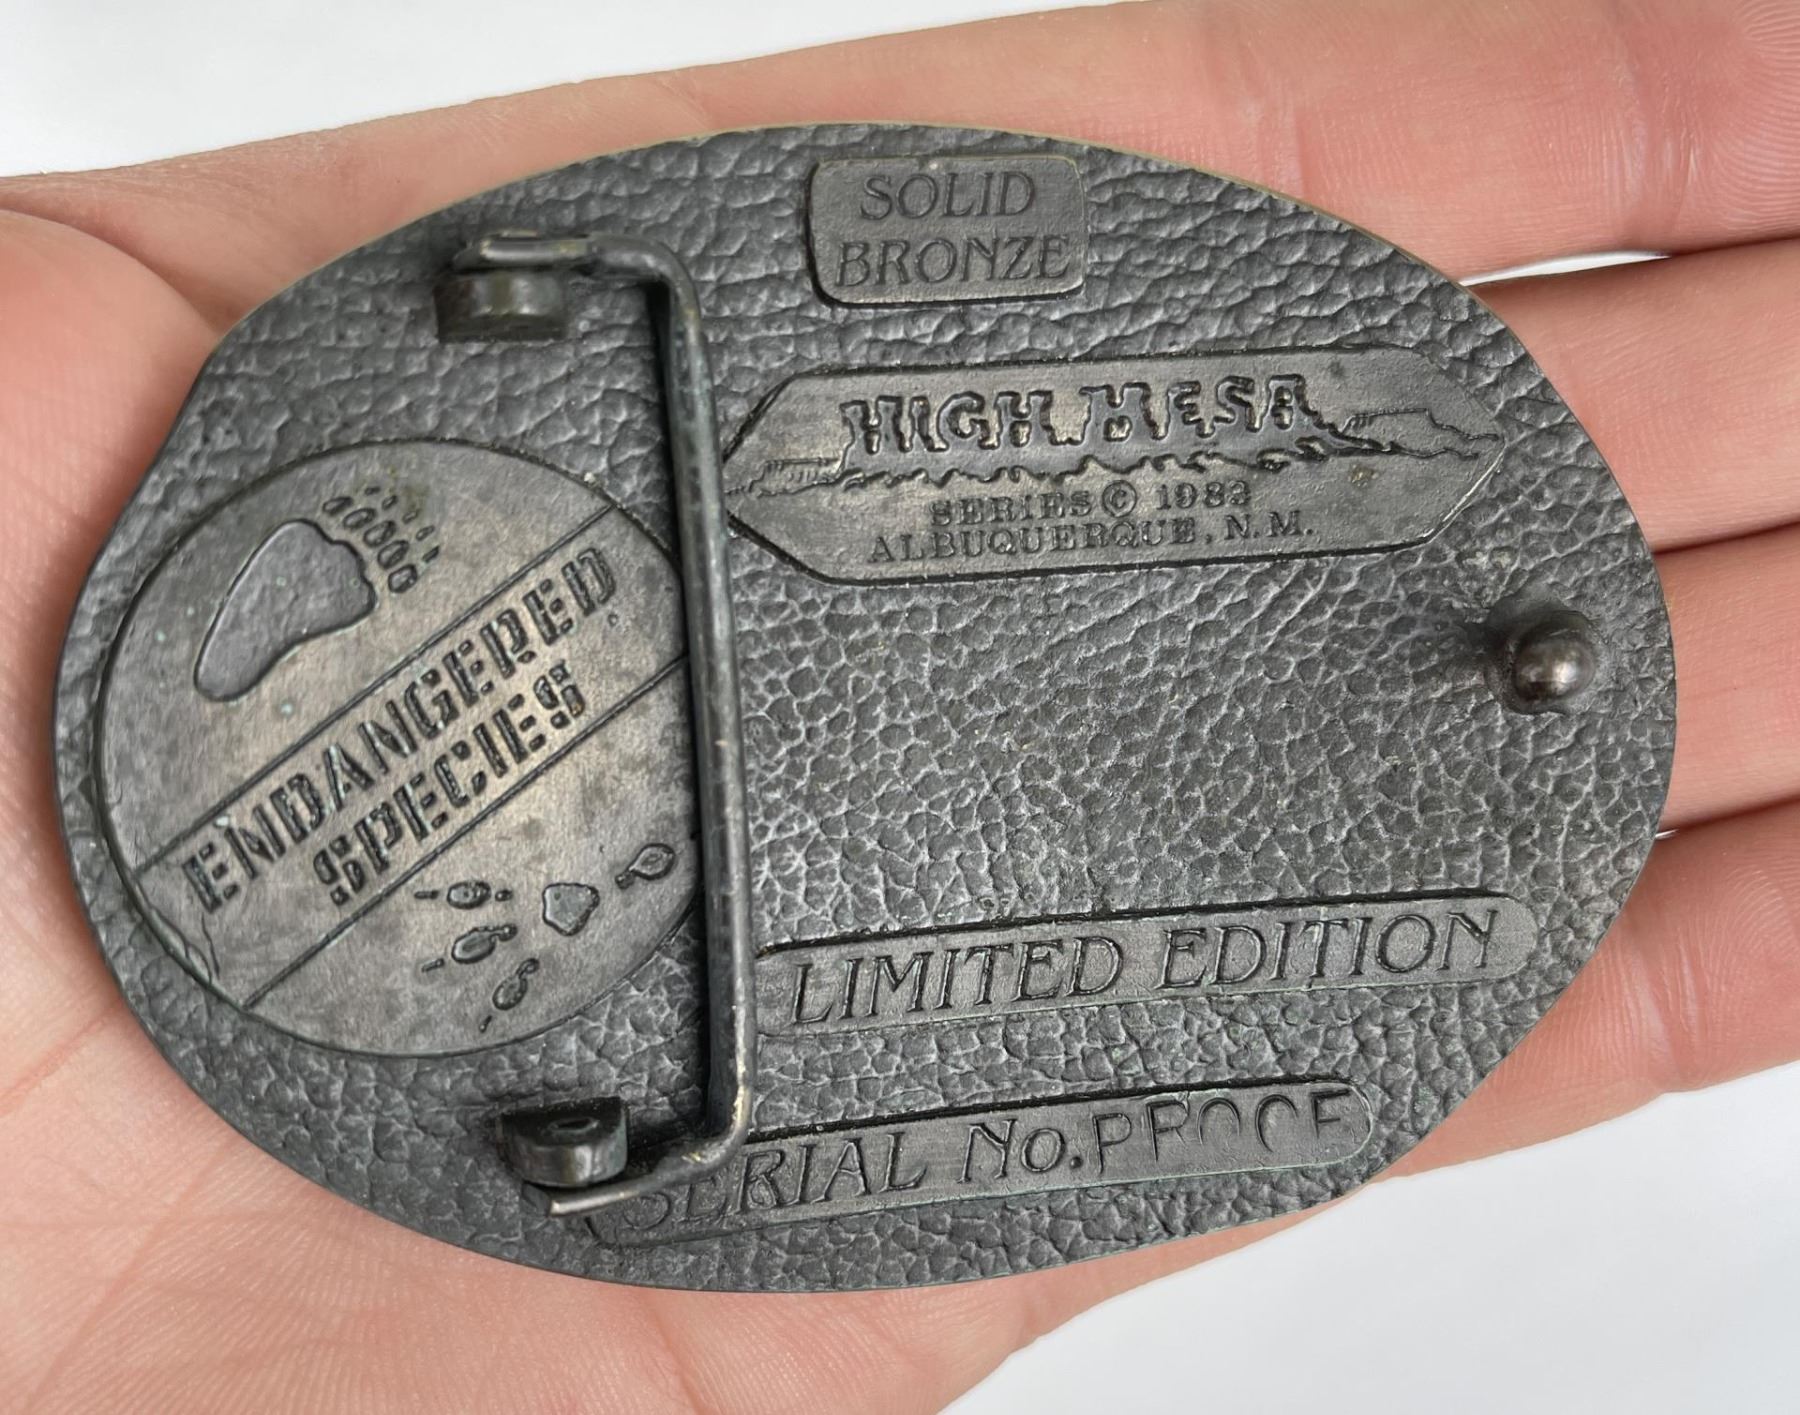 SOLID
BRONZE
HIGH MESA
SERIES © 1983
ALBUQUERQUE, N.M.
ENDANGERED
SPECIES
LIMITED EDITION
SERIAL No. PROOF